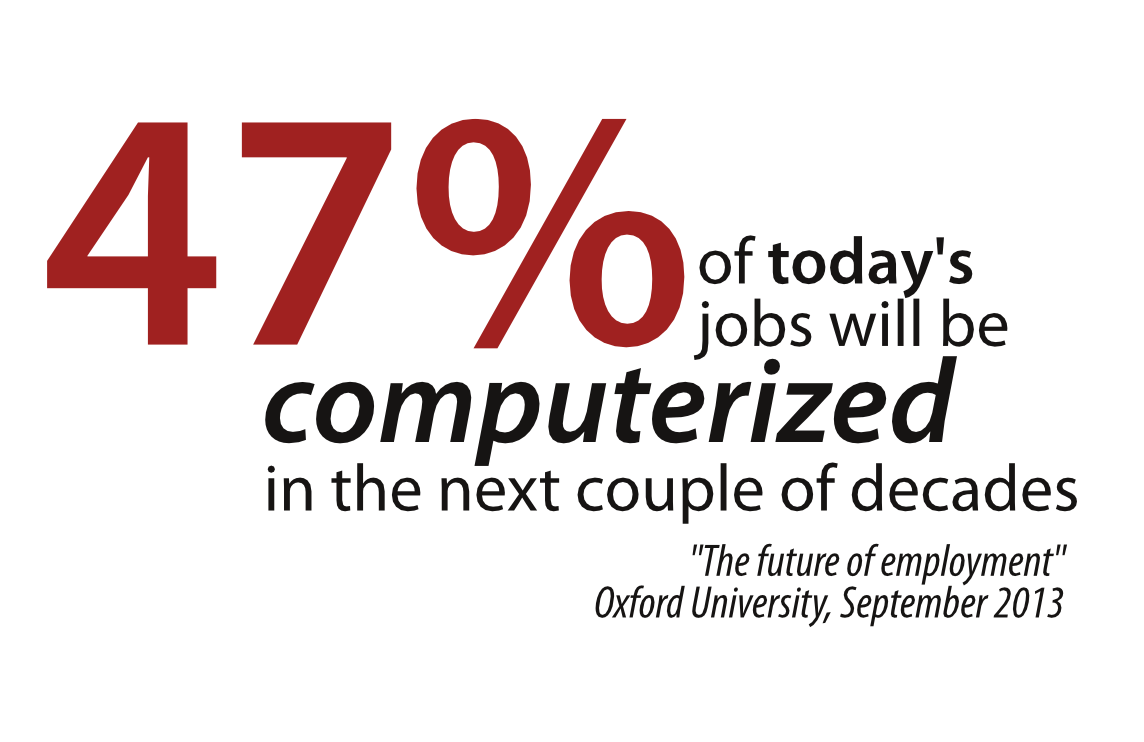 47% of today's
jobs will be
computerized
in the next couple of decades
"The future of employment"
Oxford University, September 2013